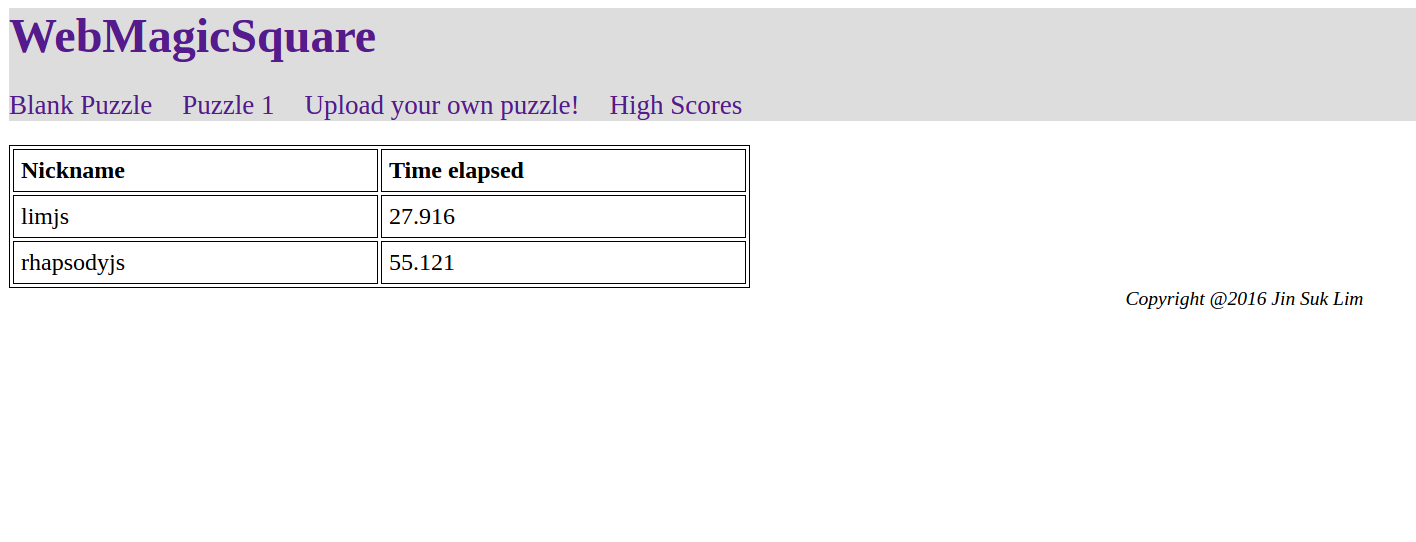 WebMagicSquare
Blank Puzzle Puzzle 1 Upload your own puzzle! High Scores
Nickname Time elapsed
limjs 27.916
rhapsodyjs 55.121
Copyright @2016 Jin Suk Lim